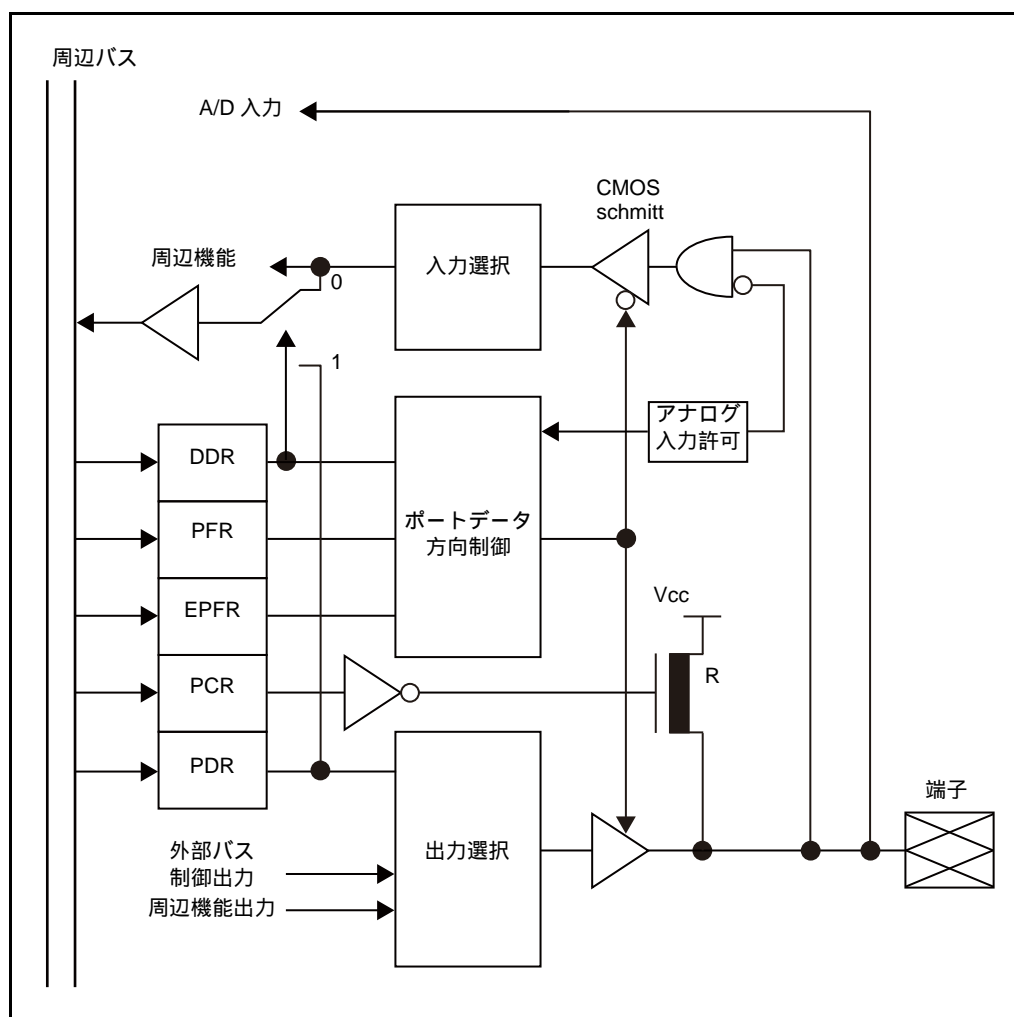 周辺バス
A/D 入力
CMOS
schmitt
周辺機能
0
入力選択
1
アナログ
入力許可
DDR
PFR
ポートデータ
方向制御
EPFR
Vcc
PCR
R
PDR
端子
外部バス
制御出力
出力選択
周辺機能出力